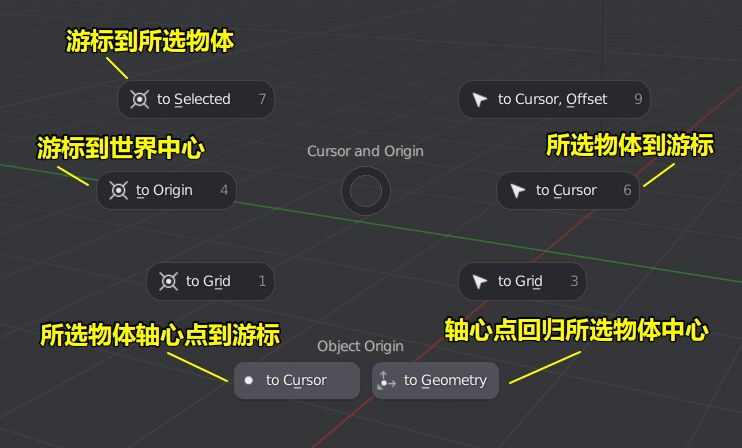 游标到所选物体
to Selected 7
to Cursor, Offset 9
游标到世界中心
Cursor and Origin
所选物体到游标
to Origin 4
to Cursor 6
to Grid 1
to Grid 3
所选物体轴心点到游标
Object Origin
轴心点回归所选物体中心
to Cursor
to Geometry